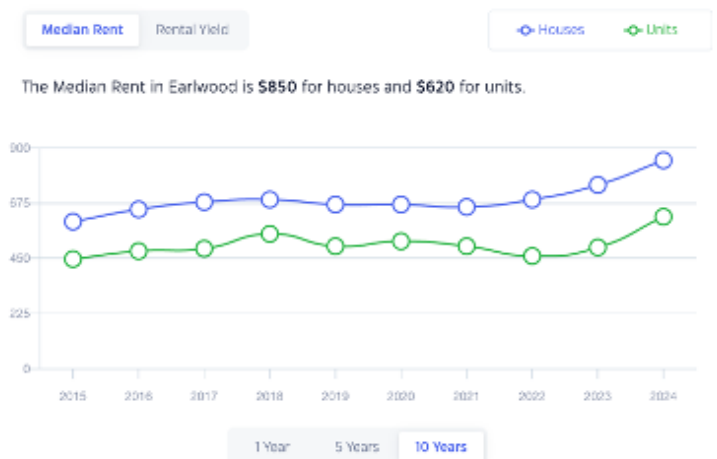 Median Rent Rental Yield Houses Units
The Median Rent in Earlwood is $850 for houses and $620 for units.
900
675
450
225
0
2015 2016 2017 2018 2019 2020 2021 2022 2023 2024
1 Year 5 Years 10 Years